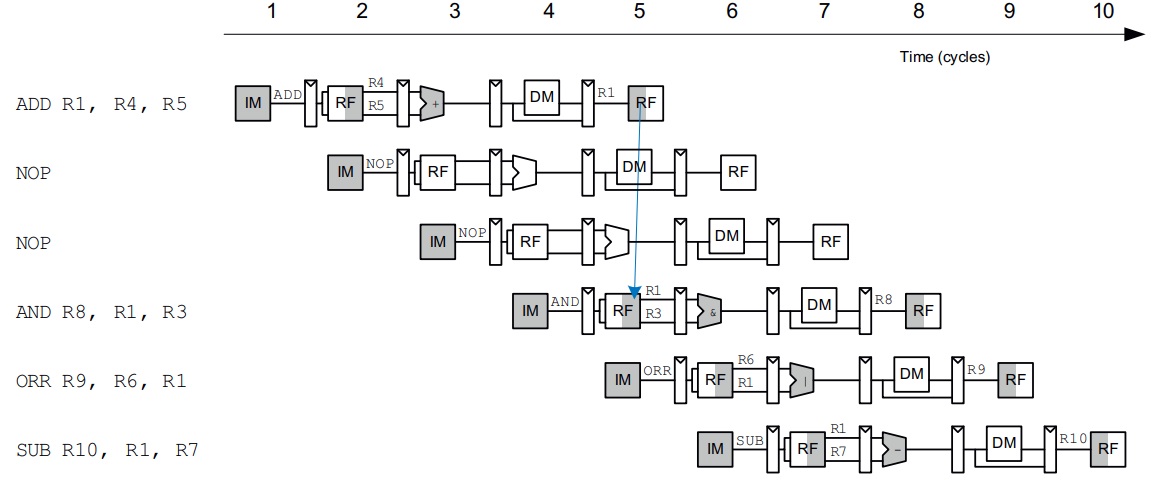 1 2 3 4 5 6 7 8 9 10
Time (cycles)
ADD R1, R4, R5 IM ADD RF R4 R5 + DM R1 RF
NOP IM NOP RF DM RF
NOP IM NOP RF DM RF
AND R8, R1, R3 IM AND RF R1 R3 & DM R8 RF
ORR R9, R6, R1 IM ORR RF R6 R1 | DM R9 RF
SUB R10, R1, R7 IM SUB RF R1 R7 - DM R10 RF